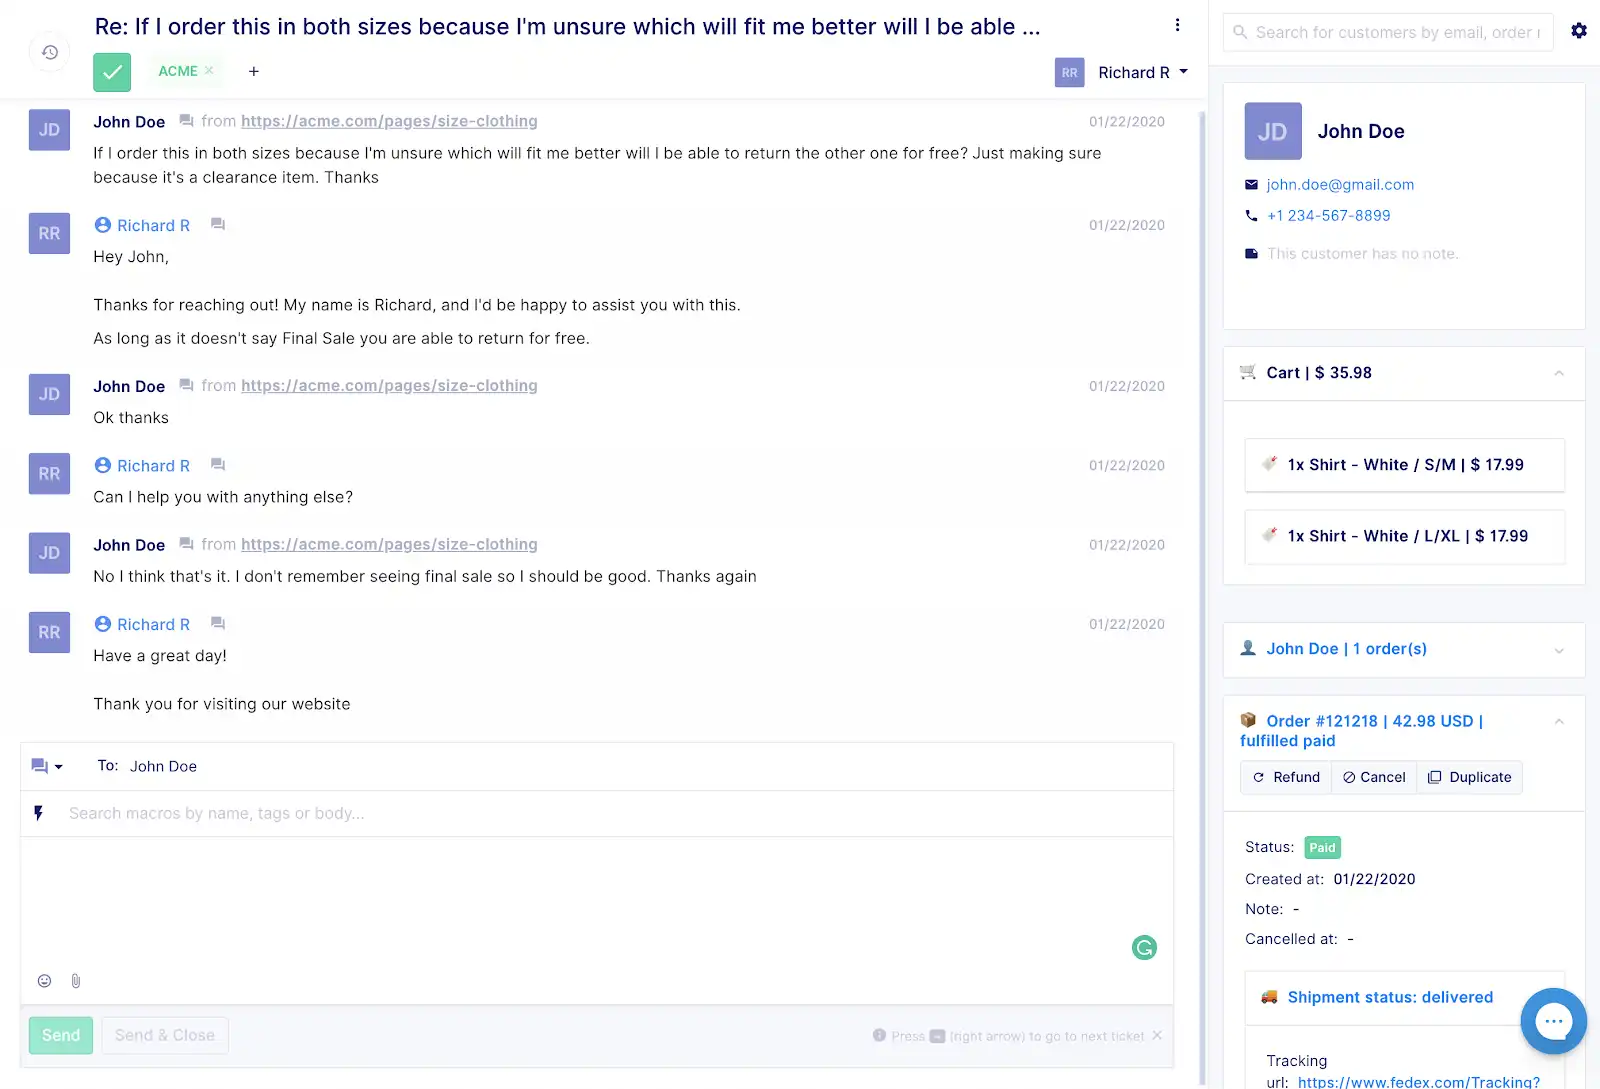 Re: If I order this in both sizes because I'm unsure which will fit me better will I be able ...
ACME × +
RR Richard R
JD John Doe from https://acme.com/pages/size-clothing 01/22/2020
If I order this in both sizes because I'm unsure which will fit me better will I be able to return the other one for free? Just making sure
because it's a clearance item. Thanks
RR Richard R 01/22/2020
Hey John,
Thanks for reaching out! My name is Richard, and I'd be happy to assist you with this.
As long as it doesn't say Final Sale you are able to return for free.
JD John Doe from https://acme.com/pages/size-clothing 01/22/2020
Ok thanks
RR Richard R 01/22/2020
Can I help you with anything else?
JD John Doe from https://acme.com/pages/size-clothing 01/22/2020
No I think that's it. I don't remember seeing final sale so I should be good. Thanks again
RR Richard R 01/22/2020
Have a great day!
Thank you for visiting our website
To: John Doe
Search macros by name, tags or body...
Send Send & Close Press (right arrow) to go to next ticket ×
Search for customers by email, order
JD John Doe
john.doe@gmail.com
+1 234-567-8899
This customer has no note.
Cart | $ 35.98
1x Shirt - White / S/M | $ 17.99
1x Shirt - White / L/XL | $ 17.99
John Doe | 1 order(s)
Order #121218 | 42.98 USD |
fulfilled paid
Refund Cancel Duplicate
Status: Paid
Created at: 01/22/2020
Note: -
Cancelled at: -
Shipment status: delivered
Tracking
url: https://www.fedex.com/Tracking?